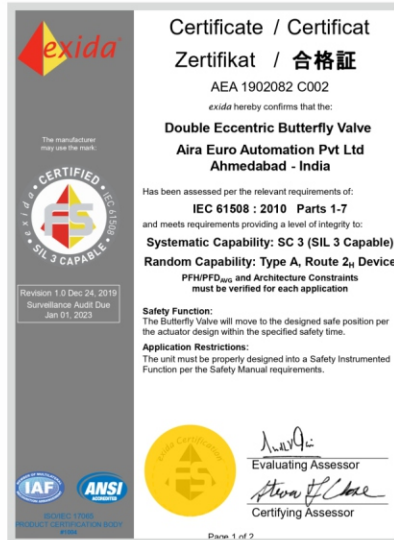 exida
Certificate / Certificat
Zertifikat / 合格証
AEA 1902082 C002
exida hereby confirms that the:
Double Eccentric Butterfly Valve
Aira Euro Automation Pvt Ltd
Ahmedabad - India
The manufacturer
may use the mark:
exida CERTIFIED IEC 61508
FS
SIL 3 CAPABLE
Revision 1.0 Dec 24, 2019
Surveillance Audit Due
Jan 01, 2023
Has been assessed per the relevant requirements of:
IEC 61508 : 2010 Parts 1-7
and meets requirements providing a level of integrity to:
Systematic Capability: SC 3 (SIL 3 Capable)
Random Capability: Type A, Route 2H Device
PFH/PFDAVG and Architecture Constraints
must be verified for each application
Safety Function:
The Butterfly Valve will move to the designed safe position per
the actuator design within the specified safety time.
Application Restrictions:
The unit must be properly designed into a Safety Instrumented
Function per the Safety Manual requirements.
exida Certification
FS
Evaluating Assessor
Certifying Assessor
IAF
ANSI
ACCREDITED
ISO/IEC 17065
PRODUCT CERTIFICATION BODY
#1004
Page 1 of 2